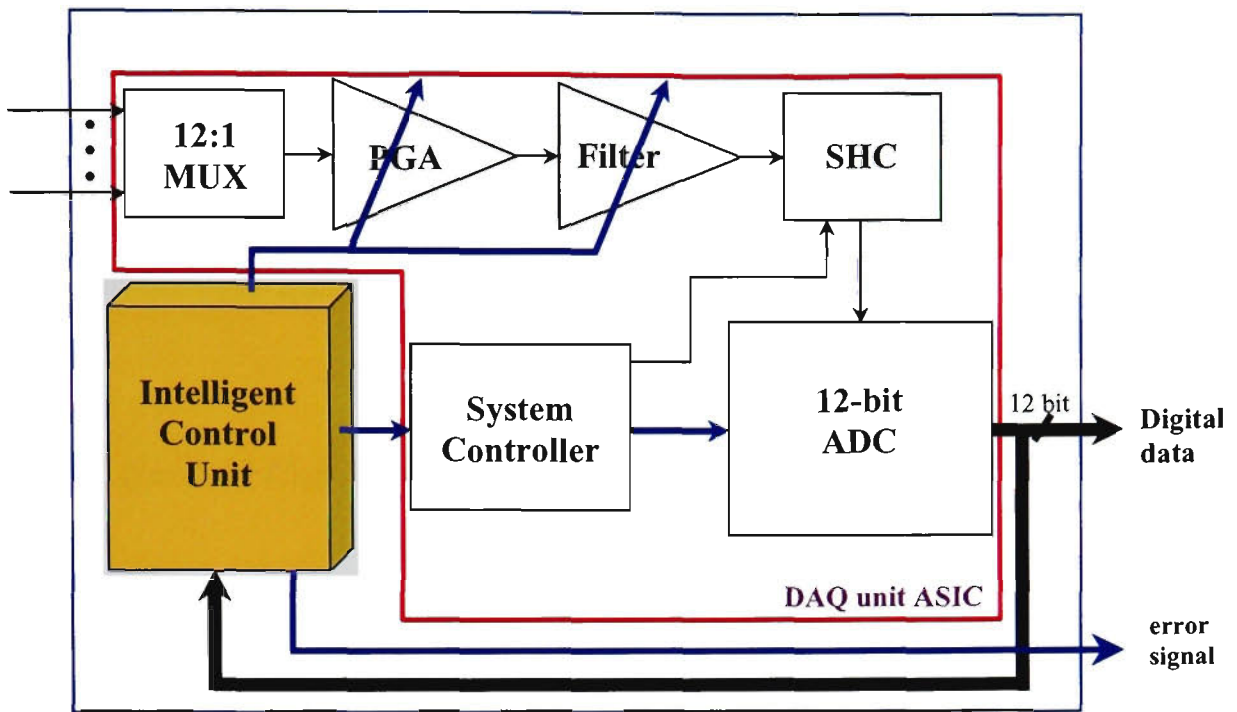 12:1
MUX
PGA
Filter
SHC
Intelligent
Control
Unit
System
Controller
12-bit
ADC
12 bit
Digital
data
DAQ unit ASIC
error
signal